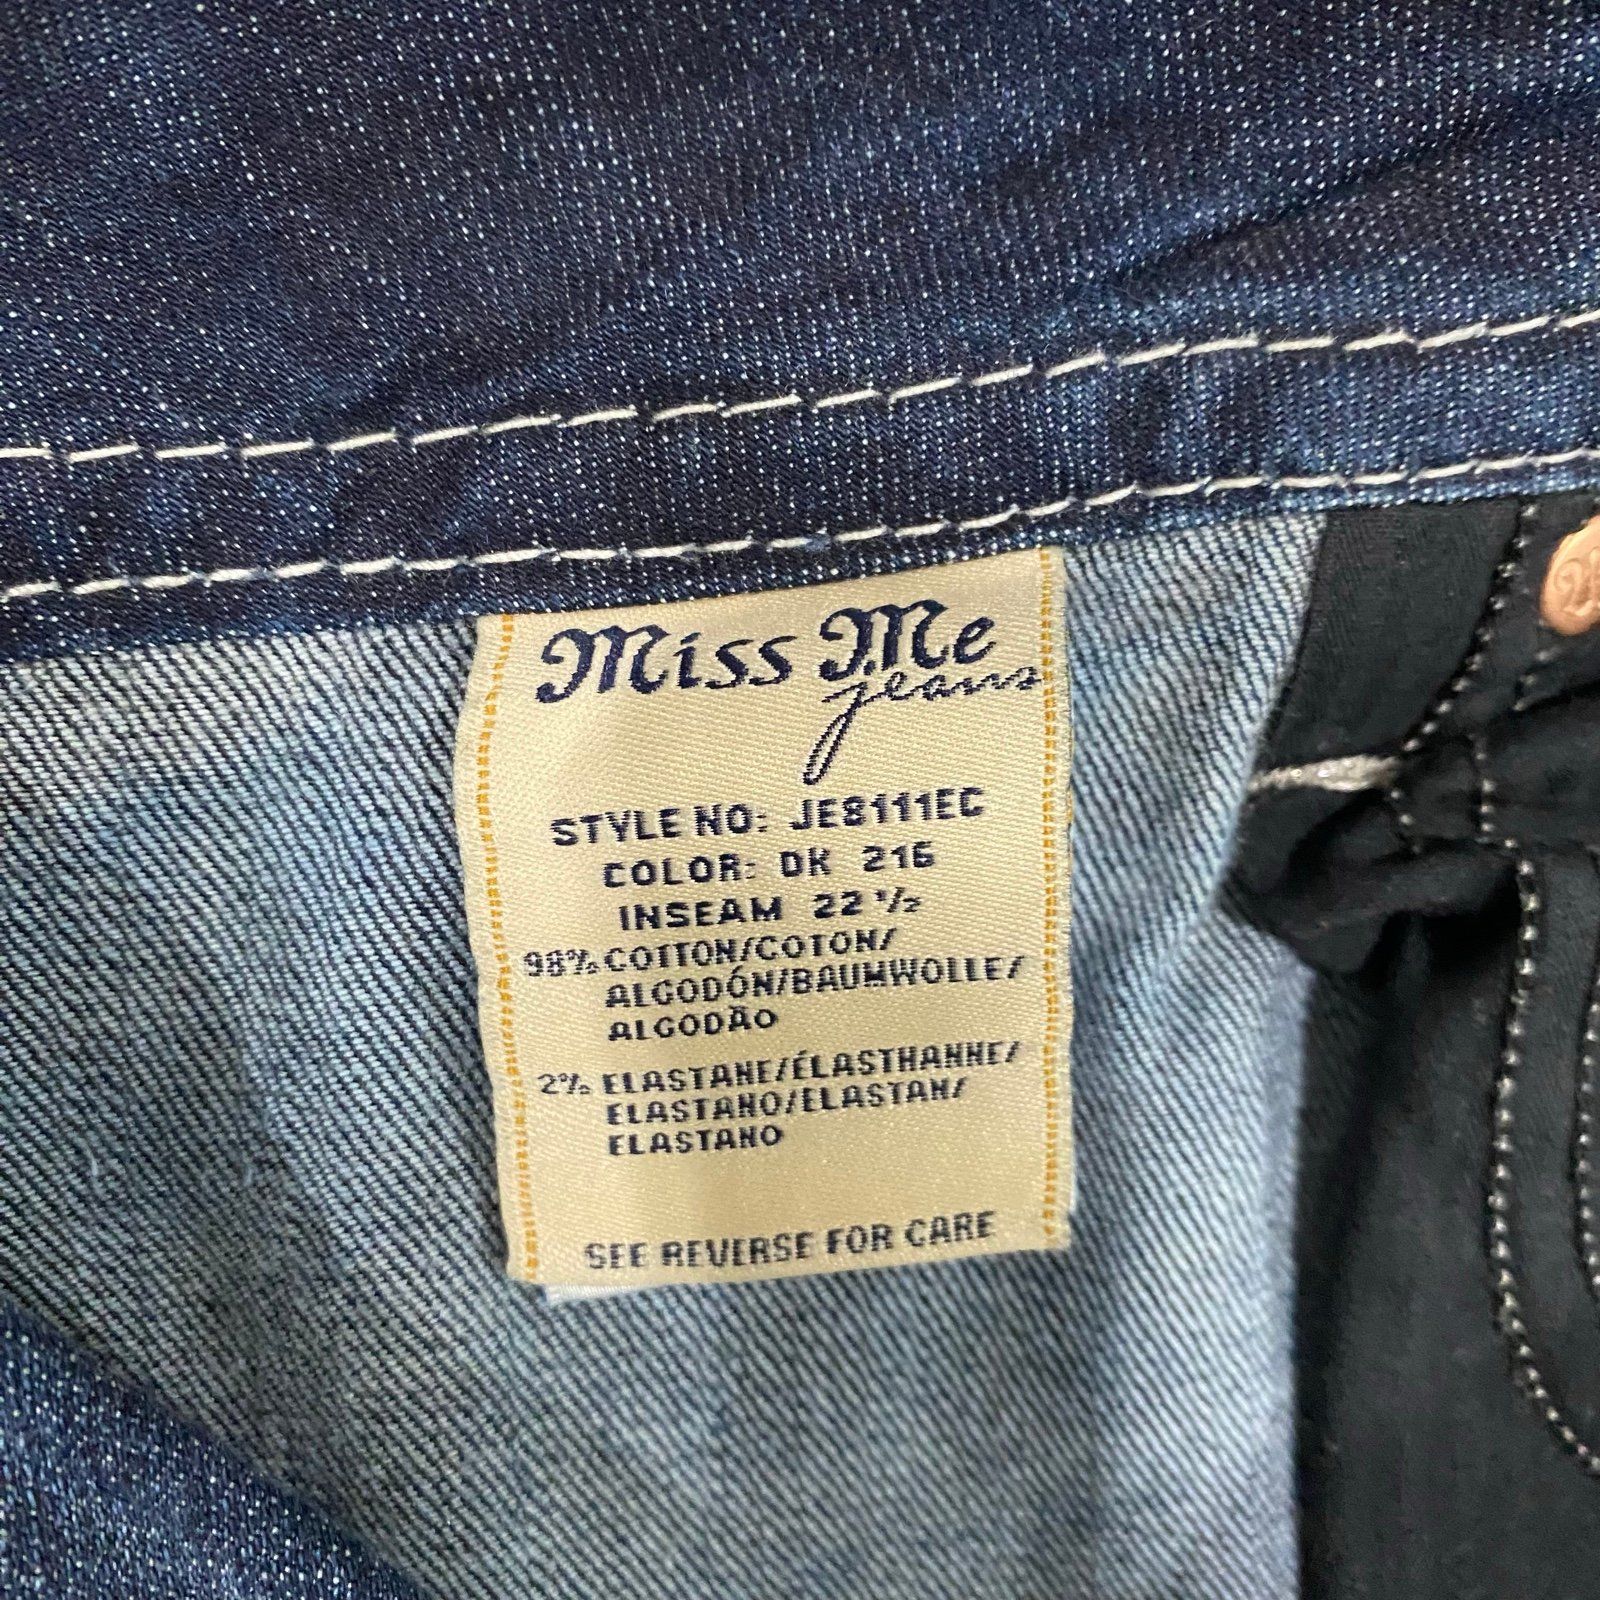 Miss Me
jeans
STYLE NO: JE8111EC
COLOR: DK 216
INSEAM 22 1/2
98% COTTON/COTON/
ALGODÓN/BAUMWOLLE/
ALGODÃO
2% ELASTANE/ÉLASTHANNE/
ELASTANO/ELASTAN/
ELASTANO
SEE REVERSE FOR CARE